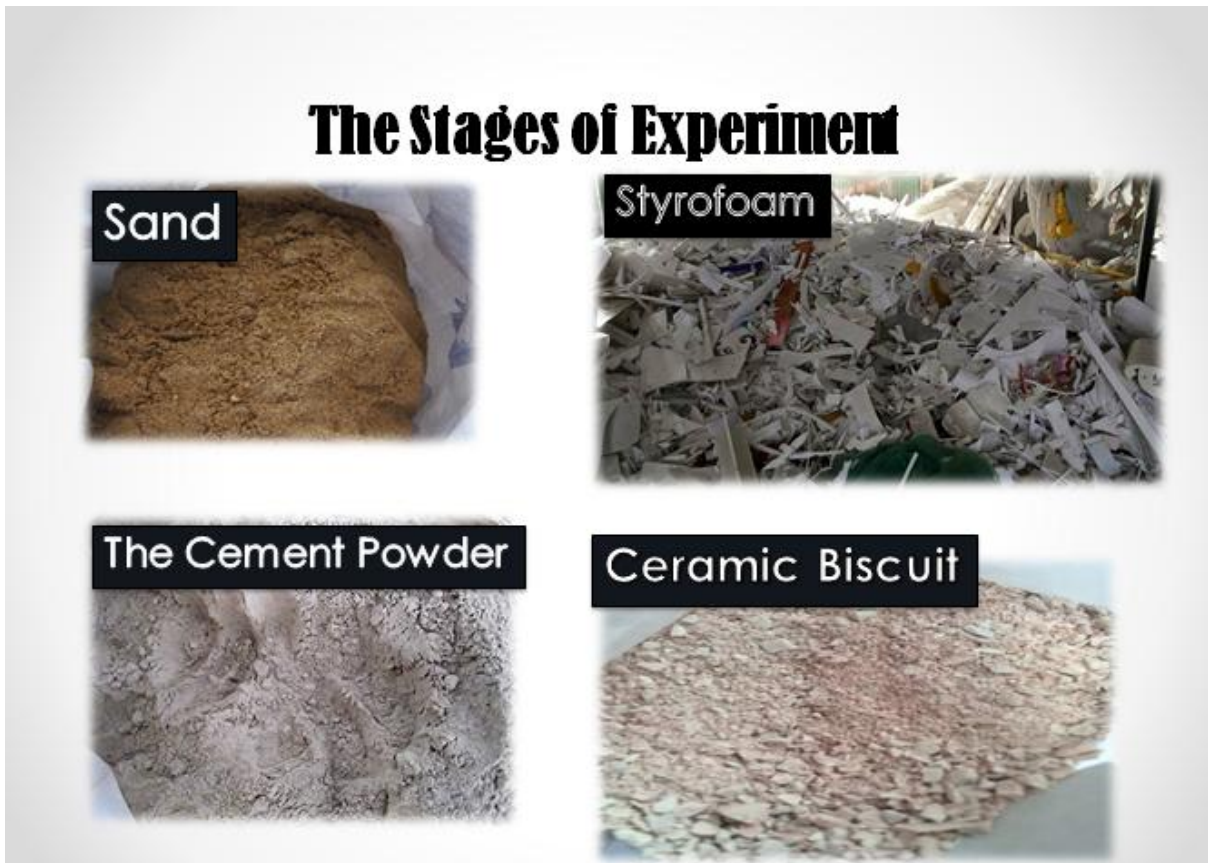 The Stages of Experiment
Sand
Styrofoam
The Cement Powder
Ceramic Biscuit